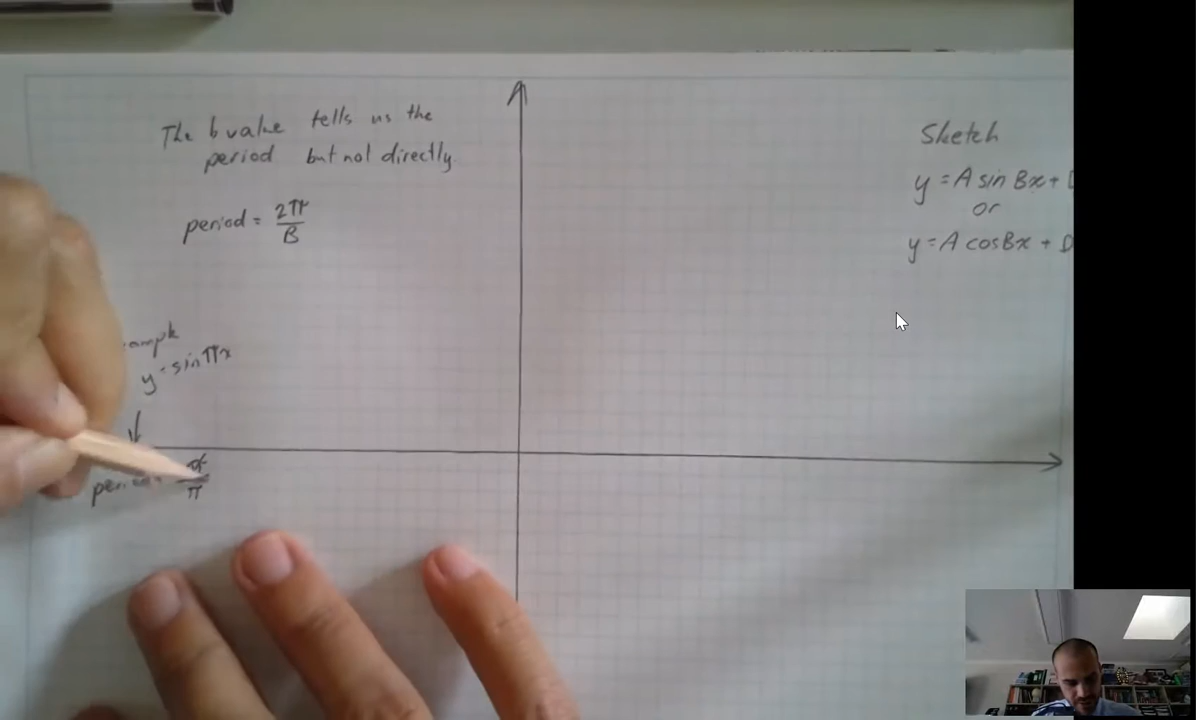 The b value tells us the
period but not directly
period = 2π/B
y = sin πx
π
Sketch
y = A sin Bx +
or
y = A cos Bx + D